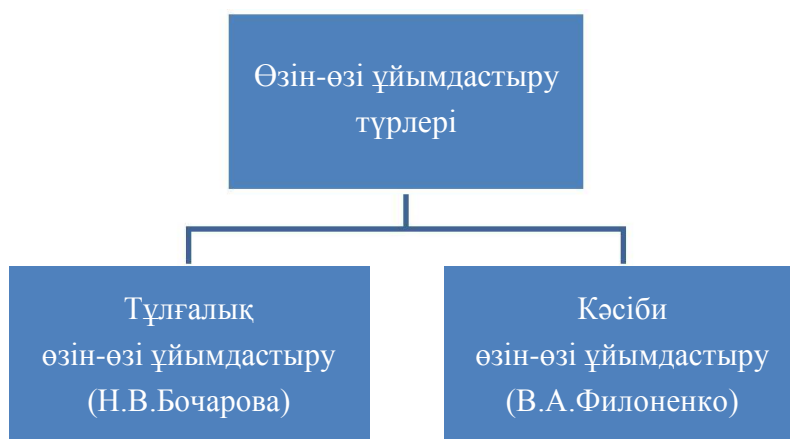 Өзін-өзі ұйымдастыру
түрлері
Тұлғалық
өзін-өзі ұйымдастыру
(Н.В.Бочарова)
Кәсіби
өзін-өзі ұйымдастыру
(В.А.Филоненко)